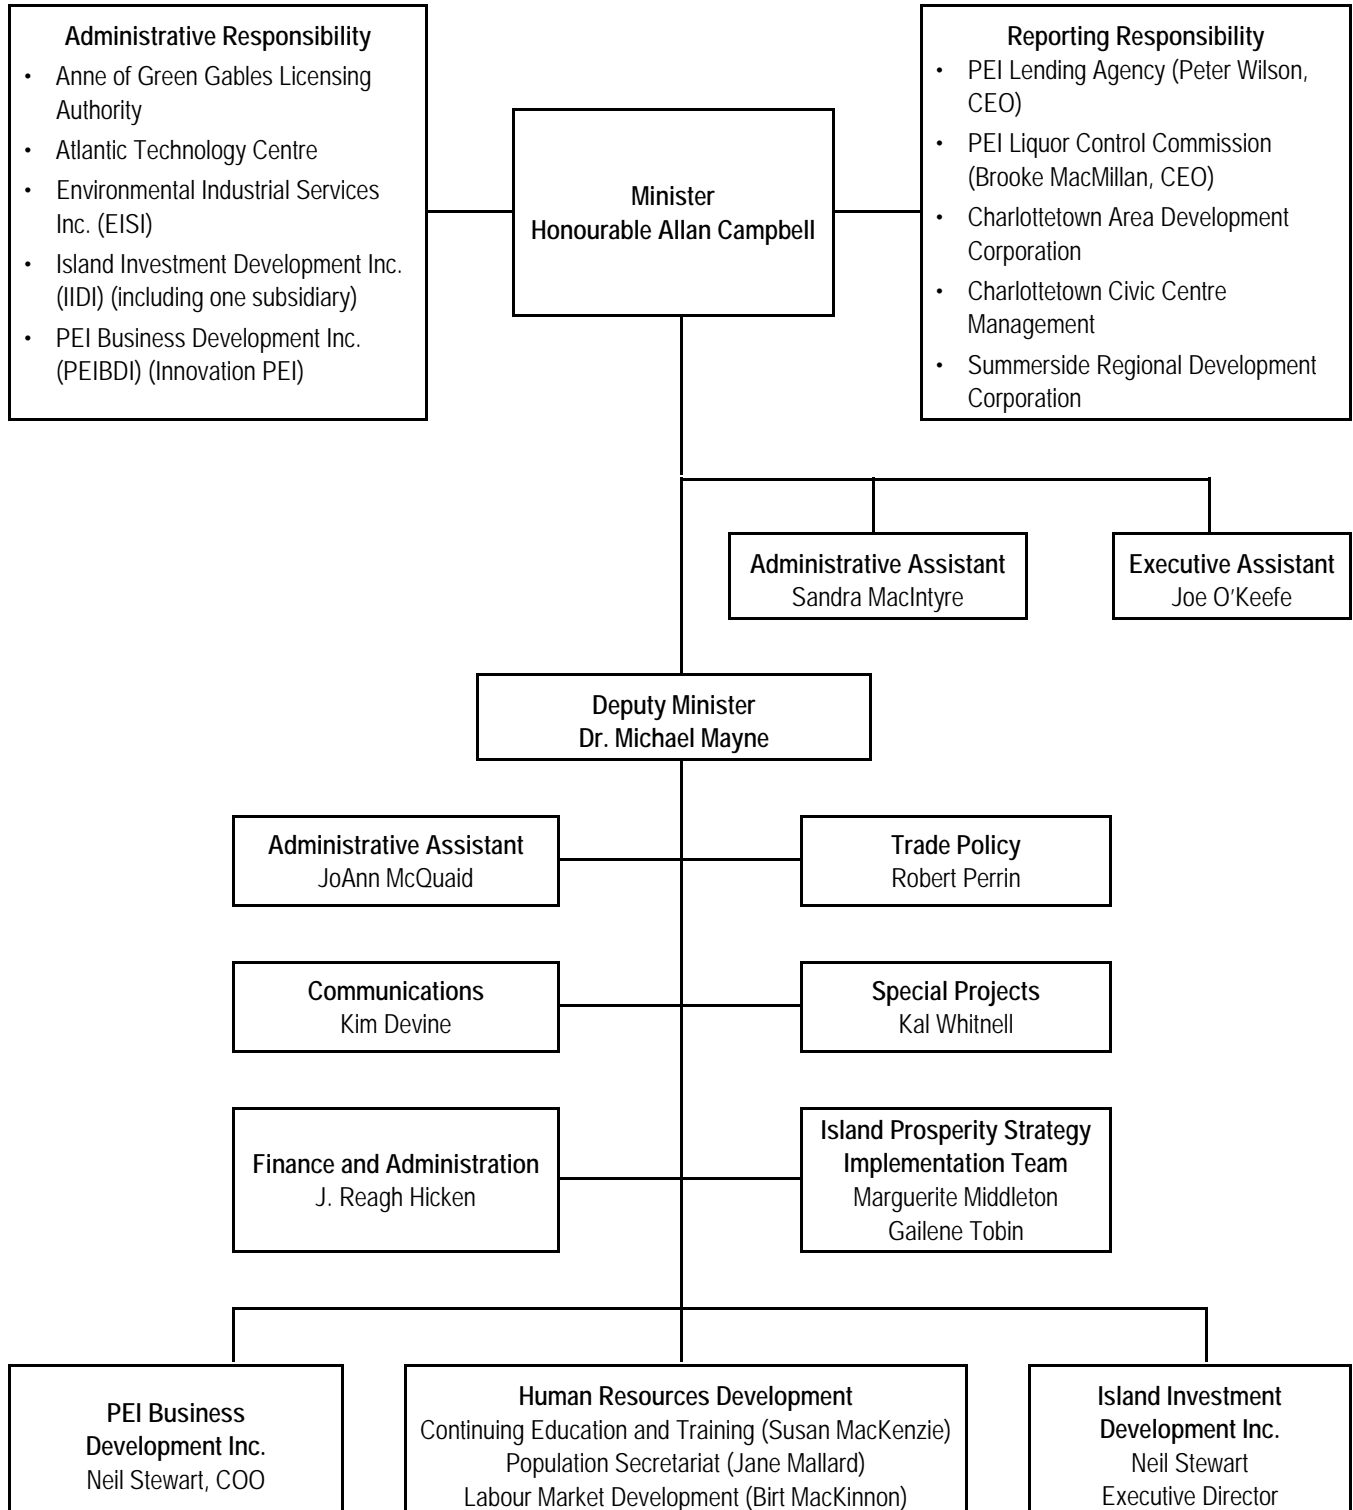 Administrative Responsibility
• Anne of Green Gables Licensing
Authority
• Atlantic Technology Centre
• Environmental Industrial Services
Inc. (EISI)
• Island Investment Development Inc.
(IIDI) (including one subsidiary)
• PEI Business Development Inc.
(PEIBDI) (Innovation PEI)
Minister
Honourable Allan Campbell
Reporting Responsibility
• PEI Lending Agency (Peter Wilson,
CEO)
• PEI Liquor Control Commission
(Brooke MacMillan, CEO)
• Charlottetown Area Development
Corporation
• Charlottetown Civic Centre
Management
• Summerside Regional Development
Corporation
Administrative Assistant
Sandra MacIntyre
Executive Assistant
Joe O'Keefe
Deputy Minister
Dr. Michael Mayne
Administrative Assistant
JoAnn McQuaid
Trade Policy
Robert Perrin
Communications
Kim Devine
Special Projects
Kal Whitnell
Finance and Administration
J. Reagh Hicken
Island Prosperity Strategy
Implementation Team
Marguerite Middleton
Gailene Tobin
PEI Business
Development Inc.
Neil Stewart, COO
Human Resources Development
Continuing Education and Training (Susan MacKenzie)
Population Secretariat (Jane Mallard)
Labour Market Development (Birt MacKinnon)
Island Investment
Development Inc.
Neil Stewart
Executive Director